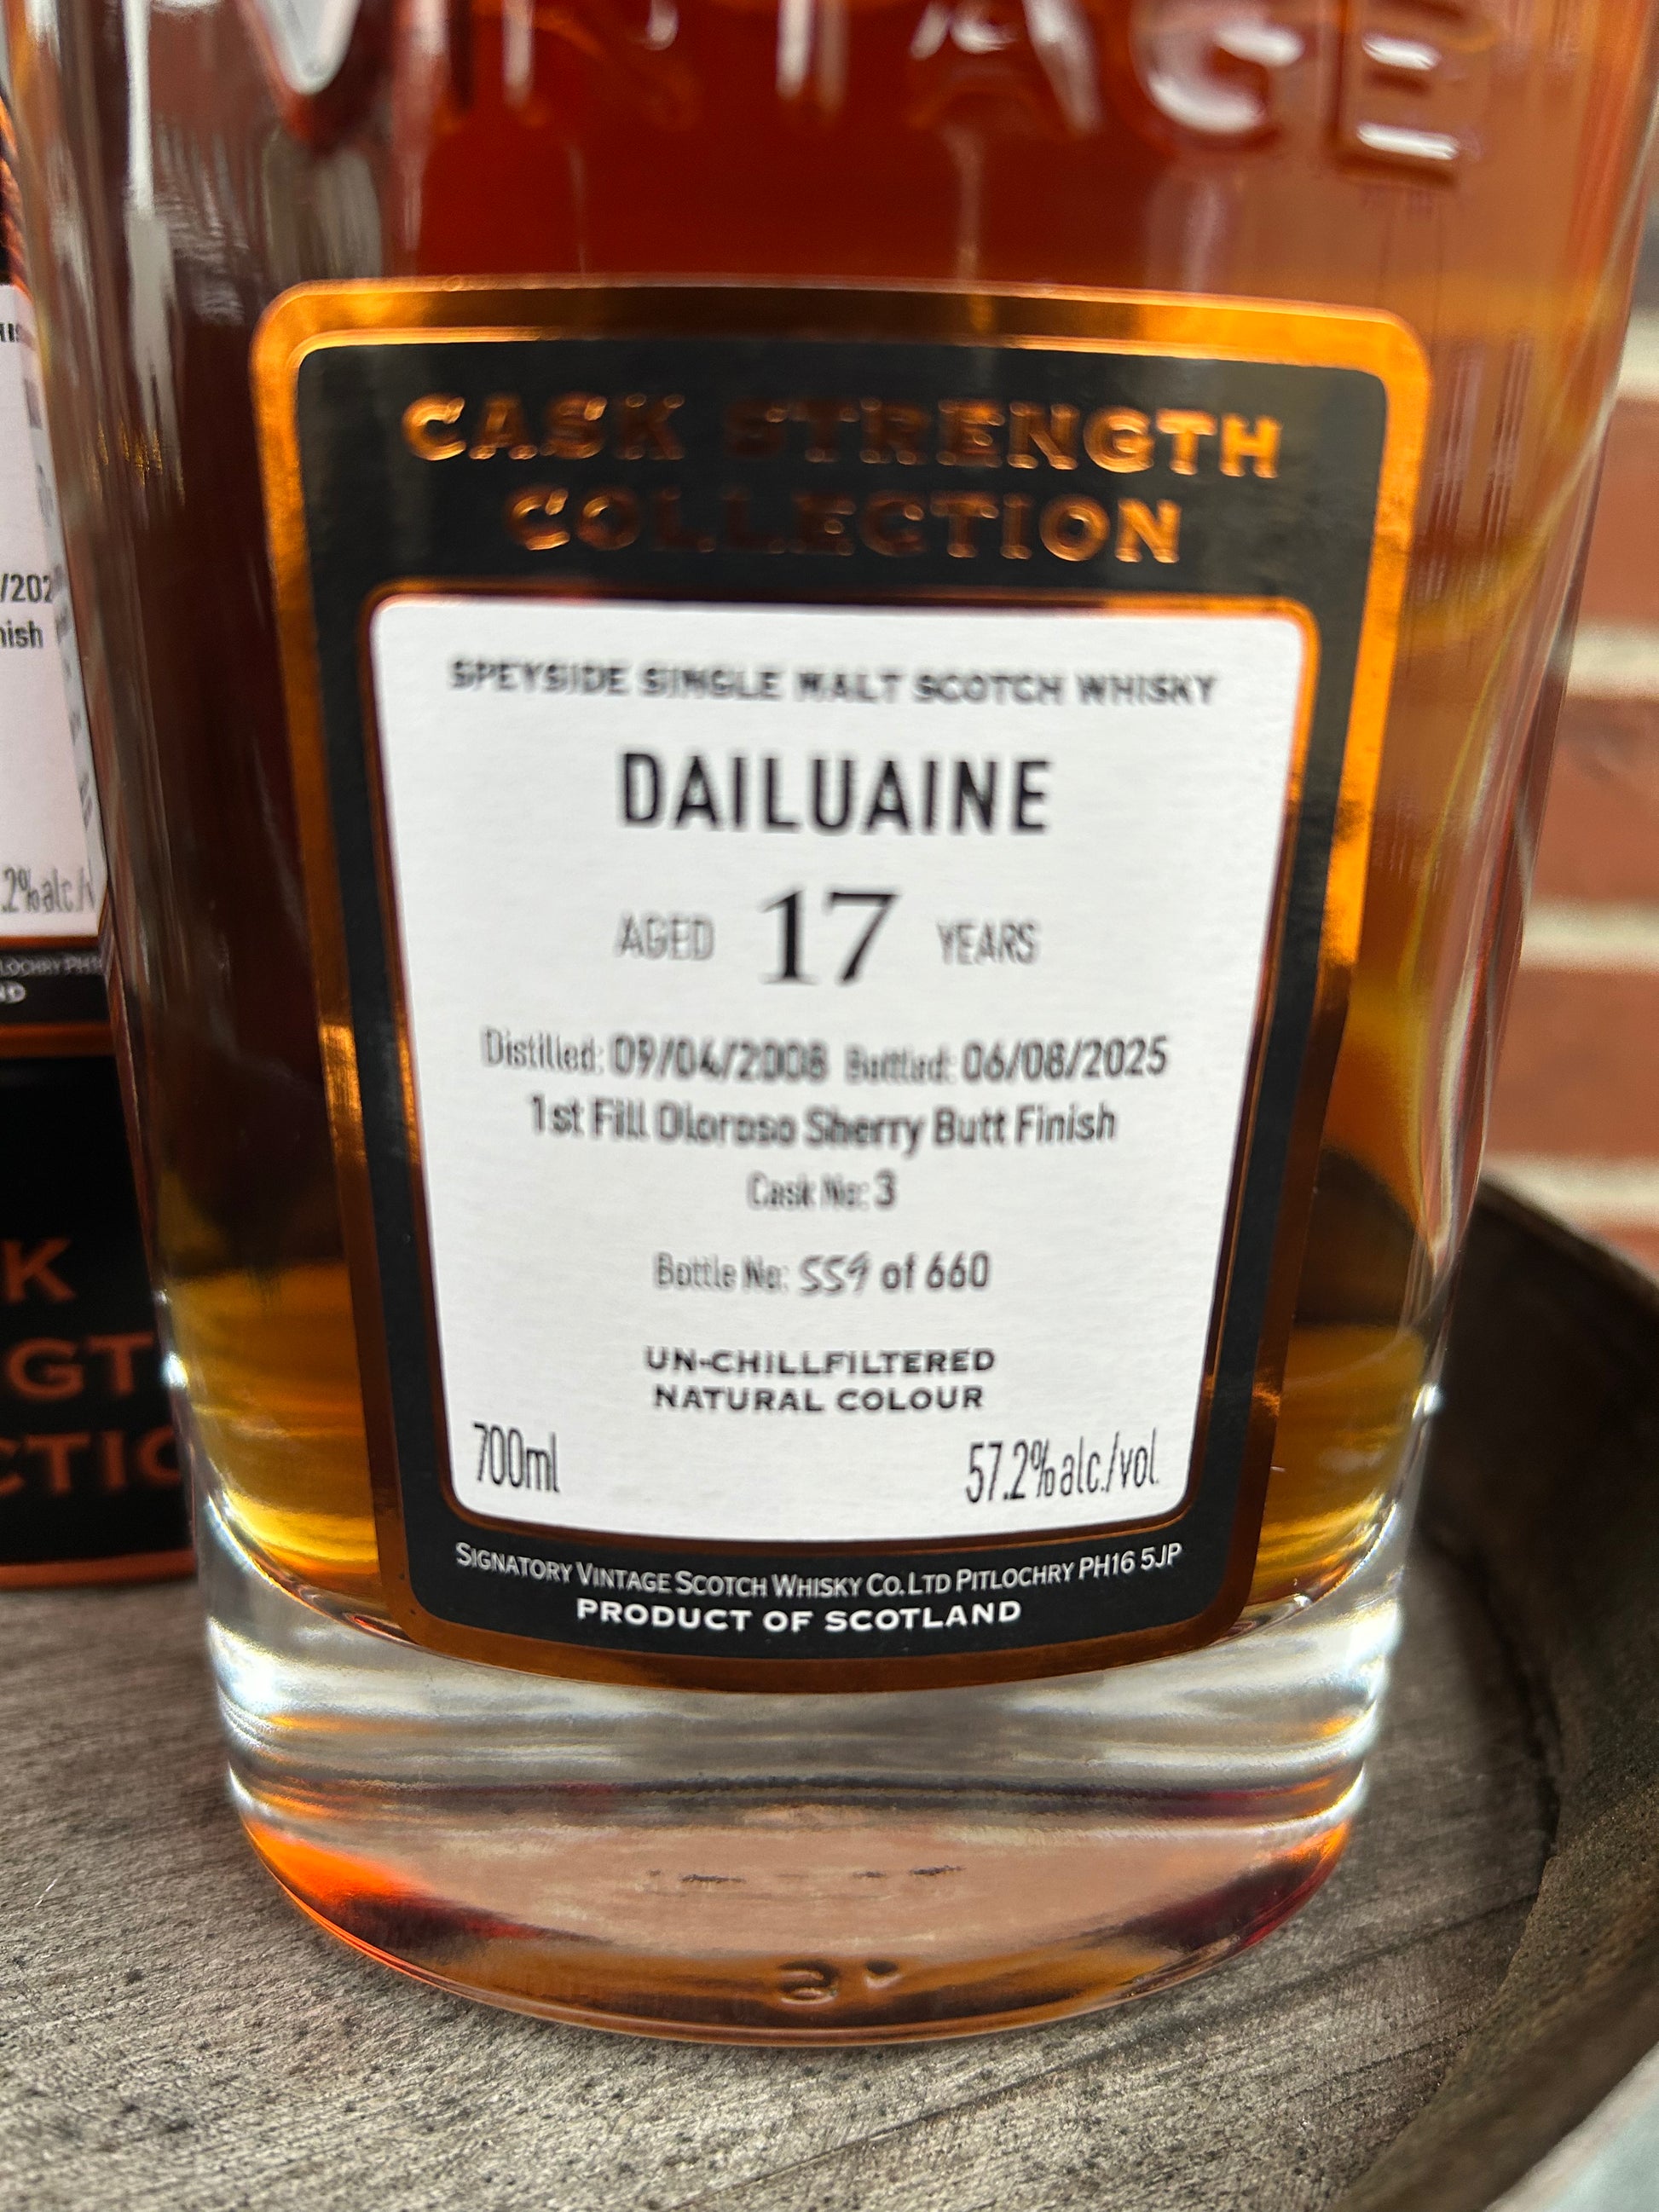 CASK STRENGTH
COLLECTION
SPEYSIDE SINGLE MALT SCOTCH WHISKY
DAILUAINE
AGED 17 YEARS
Distilled: 09/04/2008 Bottled: 06/08/2025
1st Fill Oloroso Sherry Butt Finish
Cask No: 3
Bottle No: 559 of 660
UN-CHILLFILTERED
NATURAL COLOUR
700ml 57.2%alc./vol.
SIGNATORY VINTAGE SCOTCH WHISKY CO. LTD PITLOCHRY PH16 5JP
PRODUCT OF SCOTLAND